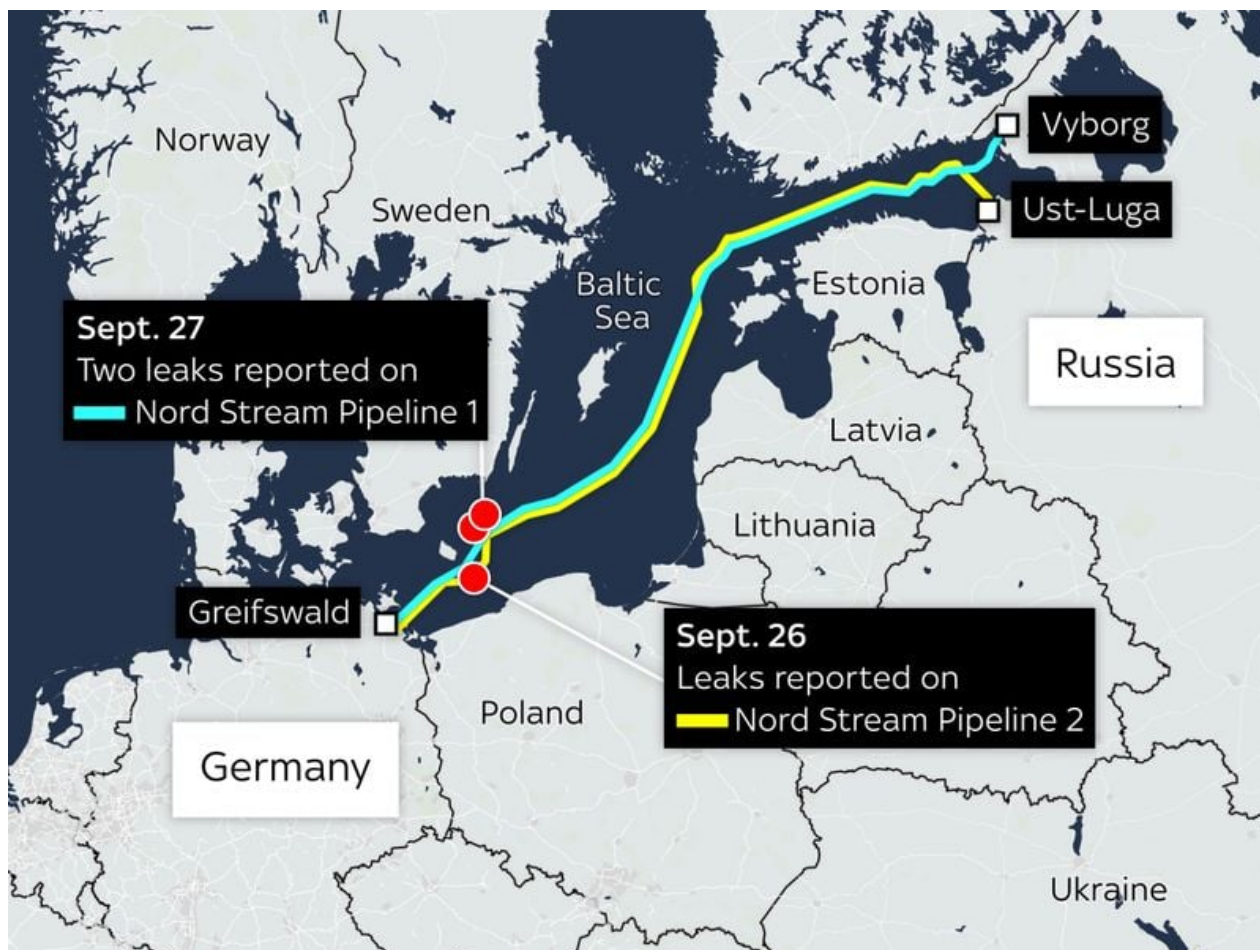 Norway
Vyborg
Sweden
Ust-Luga
Baltic
Sea
Estonia
Sept. 27
Two leaks reported on
Nord Stream Pipeline 1
Russia
Latvia
Lithuania
Greifswald
Sept. 26
Leaks reported on
Nord Stream Pipeline 2
Poland
Germany
Ukraine